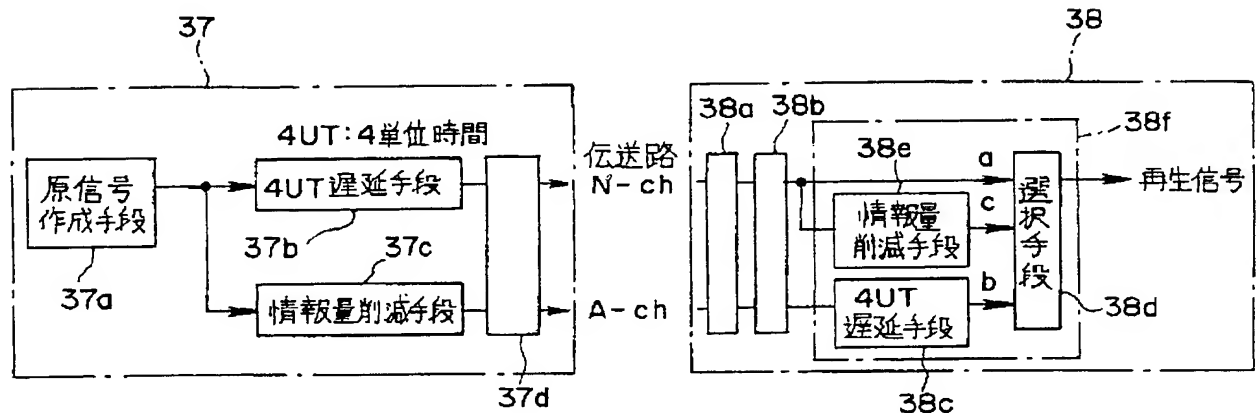 37
4UT:4単位時間
原信号
作成手段
37a
4UT遅延手段
37b
37c
情報量削減手段
37d
伝送路
N-ch
A-ch
38
38a
38b
38f
38e
a
情報量
削減手段
c
4UT
遅延手段
b
選択手段
38d
38c
再生信号